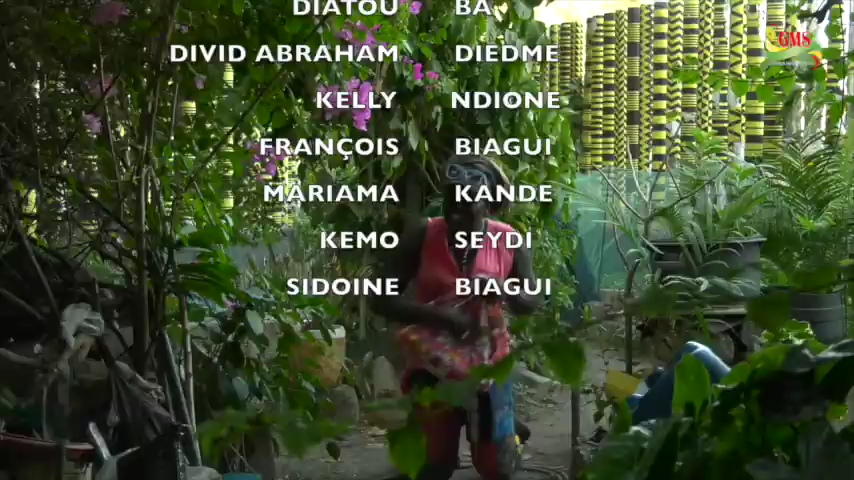 DIATOU BA
DIVID ABRAHAM DIEDME
KELLY NDIONE
FRANÇOIS BIAGUI
MARIAMA KANDE
KEMO SEYDI
SIDOINE BIAGUI
GMS